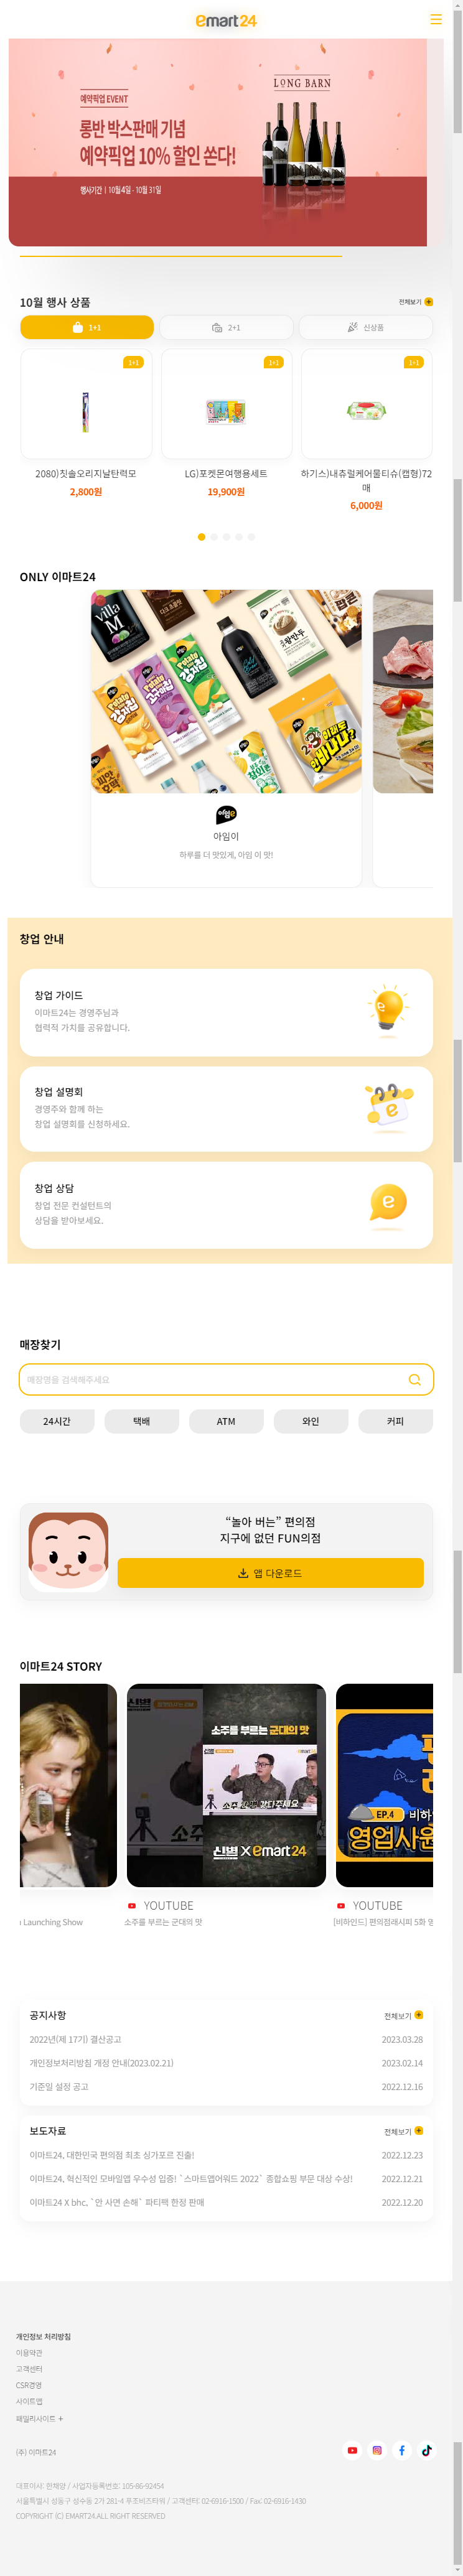 emart24
예약픽업 EVENT
롱반 박스판매 기념
예약픽업 10% 할인 쏜다!
행사기간 | 10월 4일 - 10월 31일
LONG BARN
10월 행사 상품
전체보기
1+1
2+1
신상품
1+1
1+1
1+1
2080)칫솔오리지날탄력모
2,800원
LG)포켓몬여행용세트
19,900원
하기스)내츄럴케어물티슈(캡형)72
매
6,000원
ONLY 이마트24
villa
M
Potato
감자칩
Potato
고구마칩
Potato
감자칩
왕만두
아임e
아임이
하루를 더 맛있게, 아임 이 맛!
창업 안내
창업 가이드
이마트24는 경영주님과
협력적 가치를 공유합니다.
창업 설명회
경영주와 함께 하는
창업 설명회를 신청하세요.
창업 상담
창업 전문 컨설턴트의
상담을 받아보세요.
매장찾기
매장명을 검색해주세요
24시간
택배
ATM
와인
커피
“놀아 버는” 편의점
지구에 없던 FUN의점
앱 다운로드
이마트24 STORY
신병
소주를 부르는 군대의 맛
신병 X emart24
EP.4
비하
영업사원
YOUTUBE
YOUTUBE
Launching Show
소주를 부르는 군대의 맛
[비하인드] 편의점래시피 5화 영
공지사항
전체보기
2022년(제 17기) 결산공고
2023.03.28
개인정보처리방침 개정 안내(2023.02.21)
2023.02.14
기준일 설정 공고
2022.12.16
보도자료
전체보기
이마트24, 대한민국 편의점 최초 싱가포르 진출!
2022.12.23
이마트24, 혁신적인 모바일앱 우수성 입증! `스마트앱어워드 2022` 종합쇼핑 부문 대상 수상!
2022.12.21
이마트24 X bhc, `안 사면 손해` 파티팩 한정 판매
2022.12.20
개인정보 처리방침
이용약관
고객센터
CSR경영
사이트맵
패밀리사이트 +
(주) 이마트24
대표이사: 한채양 / 사업자등록번호: 105-86-92454
서울특별시 성동구 성수동 2가 281-4 푸조비즈타워 / 고객센터: 02-6916-1500 / Fax: 02-6916-1430
COPYRIGHT (C) EMART24.ALL RIGHT RESERVED